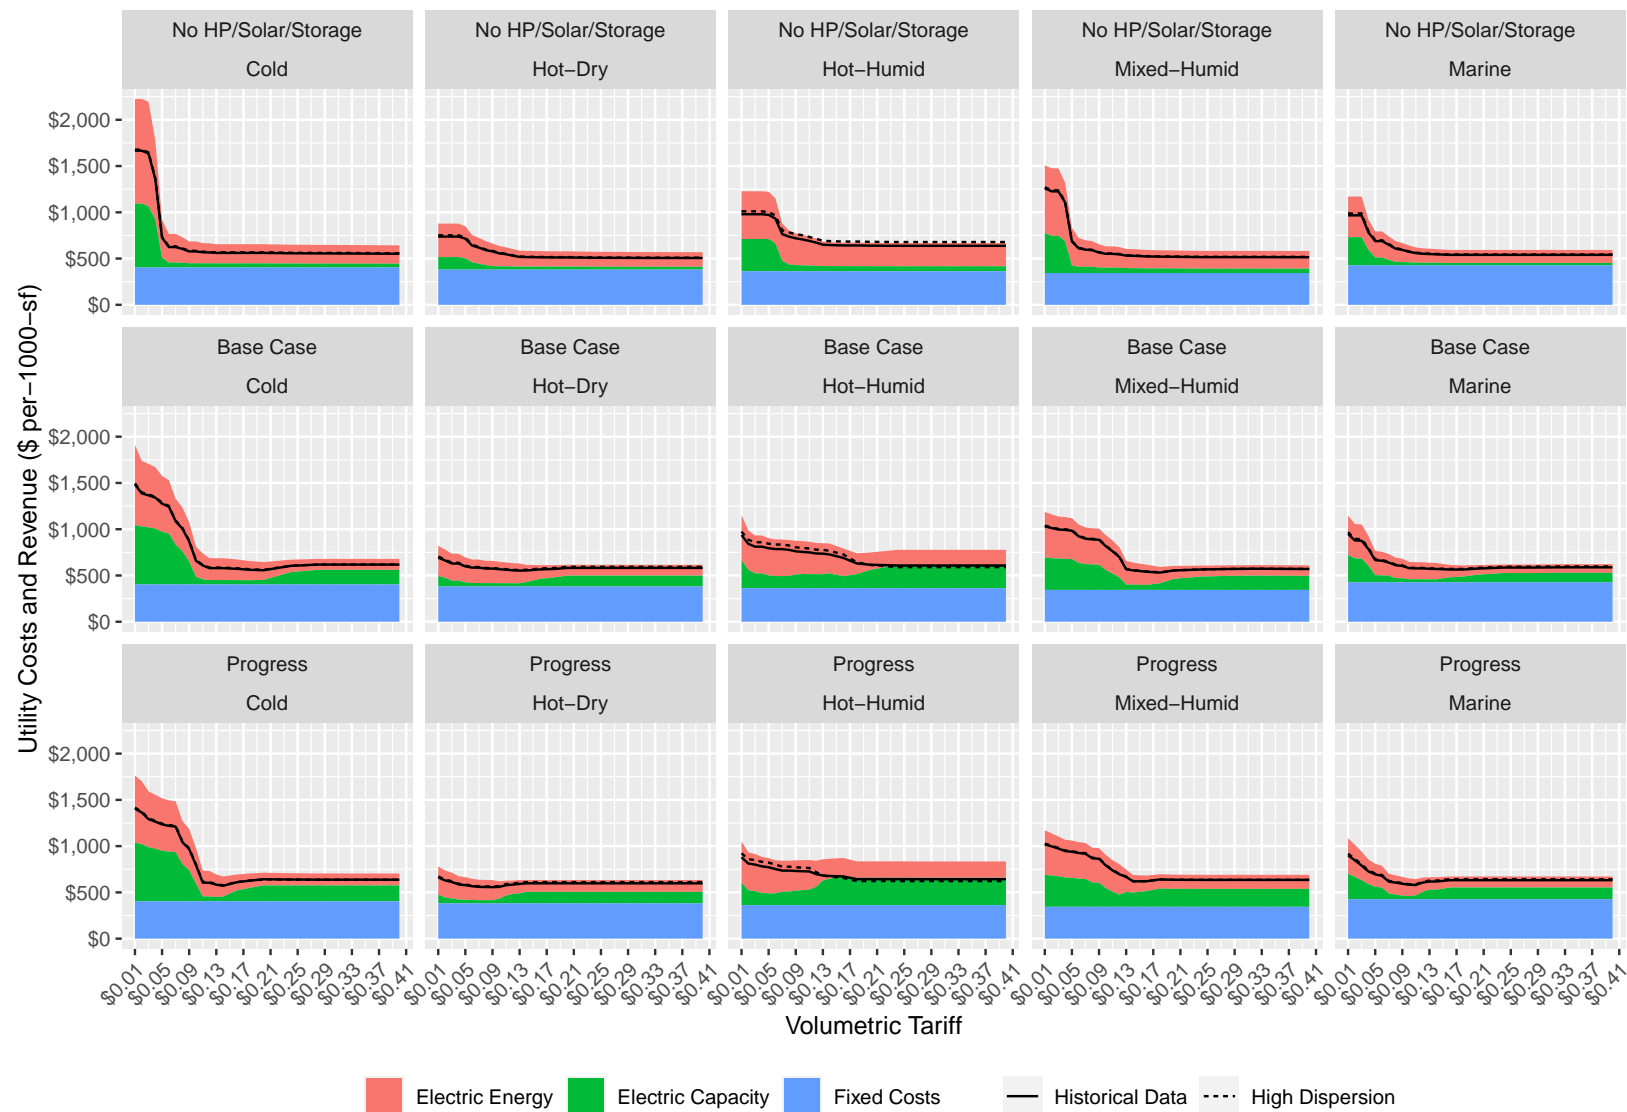 No HP/Solar/Storage No HP/Solar/Storage No HP/Solar/Storage No HP/Solar/Storage No HP/Solar/Storage
Cold Hot−Dry Hot−Humid Mixed−Humid Marine
$2,000
$1,500
$1,000
$500
$0
Base Case Base Case Base Case Base Case Base Case
Cold Hot−Dry Hot−Humid Mixed−Humid Marine
$2,000
$1,500
$1,000
$500
$0
Progress Progress Progress Progress Progress
Cold Hot−Dry Hot−Humid Mixed−Humid Marine
$2,000
$1,500
$1,000
$500
$0
Utility Costs and Revenue ($ per−1000−sf)
$0.01 $0.05 $0.09 $0.13 $0.17 $0.21 $0.25 $0.29 $0.33 $0.37 $0.41 $0.01 $0.05 $0.09 $0.13 $0.17 $0.21 $0.25 $0.29 $0.33 $0.37 $0.41 $0.01 $0.05 $0.09 $0.13 $0.17 $0.21 $0.25 $0.29 $0.33 $0.37 $0.41 $0.01 $0.05 $0.09 $0.13 $0.17 $0.21 $0.25 $0.29 $0.33 $0.37 $0.41 $0.01 $0.05 $0.09 $0.13 $0.17 $0.21 $0.25 $0.29 $0.33 $0.37 $0.41
Volumetric Tariff
Electric Energy Electric Capacity Fixed Costs Historical Data High Dispersion